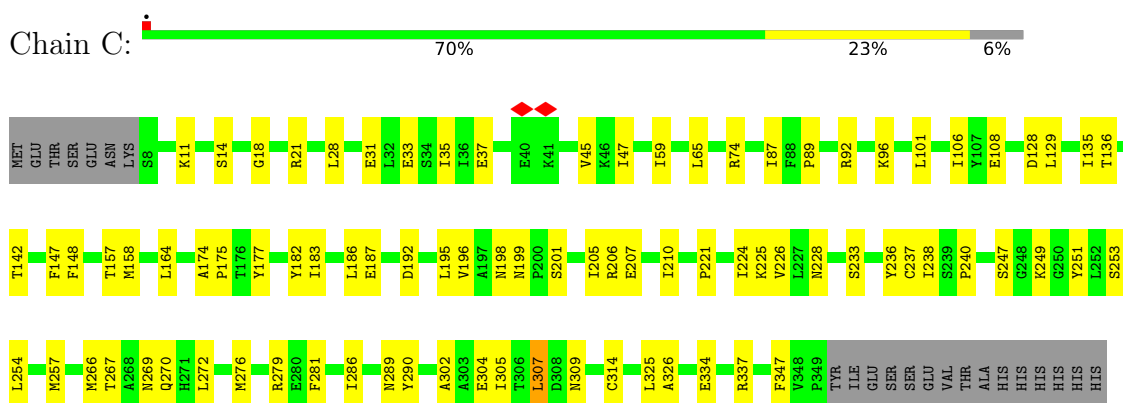 Chain C:
70% 23% 6%
MET GLU THR SER GLU ASN LYS S8 K11 S14 G18 R21 L28 E31 L32 E33 S34 I35 I36 E37 E40 K41 V45 K46 I47 I59 L65 R74 I87 F88 P89 R92 K96 L101 I106 Y107 E108 D128 L129 I135 T136
T142 F147 F148 T157 M158 L164 A174 P175 T176 Y177 Y182 I183 L186 E187 D192 L195 V196 A197 N198 N199 P200 S201 I205 R206 E207 I210 P221 I224 K225 V226 L227 N228 S233 Y236 C237 I238 S239 P240 S247 G248 K249 G250 Y251 L252 S253
L254 M257 M266 T267 A268 N269 Q270 H271 L272 M276 R279 E280 F281 I286 N289 Y290 A302 A303 E304 I305 T306 L307 D308 N309 C314 L325 A326 E334 R337 F347 V348 P349 TYR ILE GLU SER SER GLU VAL THR ALA HIS HIS HIS HIS HIS HIS